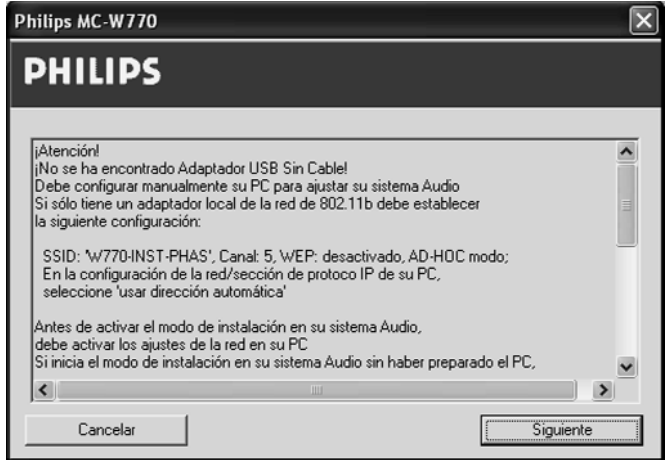 Philips MC-W770
PHILIPS
¡Atención!
¡No se ha encontrado Adaptador USB Sin Cable!
Debe configurar manualmente su PC para ajustar su sistema Audio
Si sólo tiene un adaptador local de la red de 802.11b debe establecer
la siguiente configuración:
SSID: 'W770-INST-PHAS', Canal: 5, WEP: desactivado, AD-HOC modo;
En la configuración de la red/sección de protoco IP de su PC,
seleccione 'usar dirección automática'
Antes de activar el modo de instalación en su sistema Audio,
debe activar los ajustes de la red en su PC
Si inicia el modo de instalación en su sistema Audio sin haber preparado el PC,
Cancelar
Siguiente